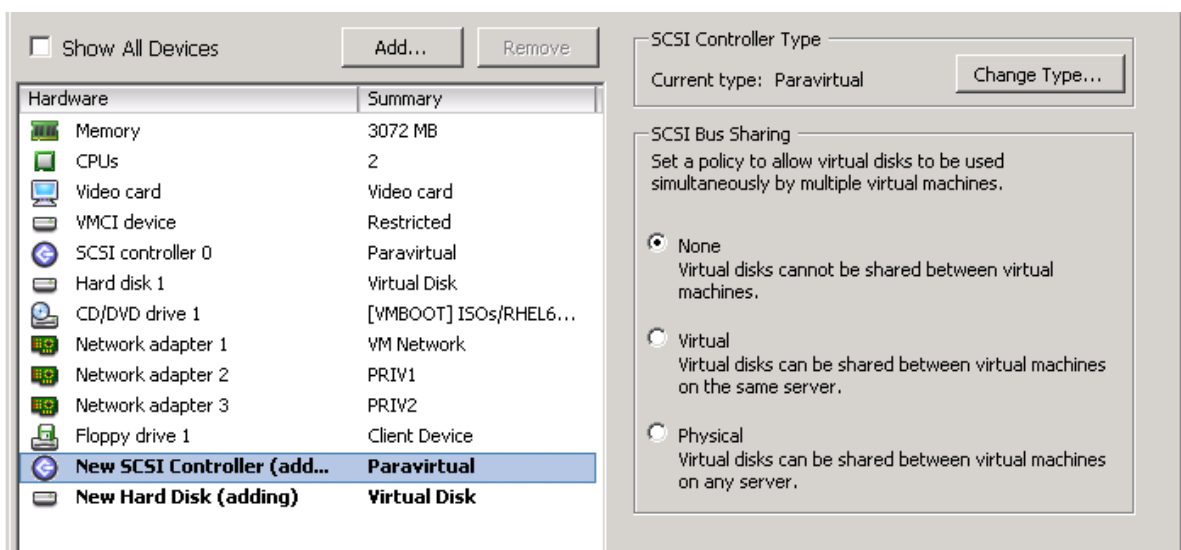 Show All Devices Add... Remove
Hardware Summary
Memory 3072 MB
CPUs 2
Video card Video card
VMCI device Restricted
SCSI controller 0 Paravirtual
Hard disk 1 Virtual Disk
CD/DVD drive 1 [VMBOOT] ISOs/RHEL6...
Network adapter 1 VM Network
Network adapter 2 PRIV1
Network adapter 3 PRIV2
Floppy drive 1 Client Device
New SCSI Controller (add... Paravirtual
New Hard Disk (adding) Virtual Disk
SCSI Controller Type
Current type: Paravirtual Change Type...
SCSI Bus Sharing
Set a policy to allow virtual disks to be used
simultaneously by multiple virtual machines.
None
Virtual disks cannot be shared between virtual
machines.
Virtual
Virtual disks can be shared between virtual machines
on the same server.
Physical
Virtual disks can be shared between virtual machines
on any server.